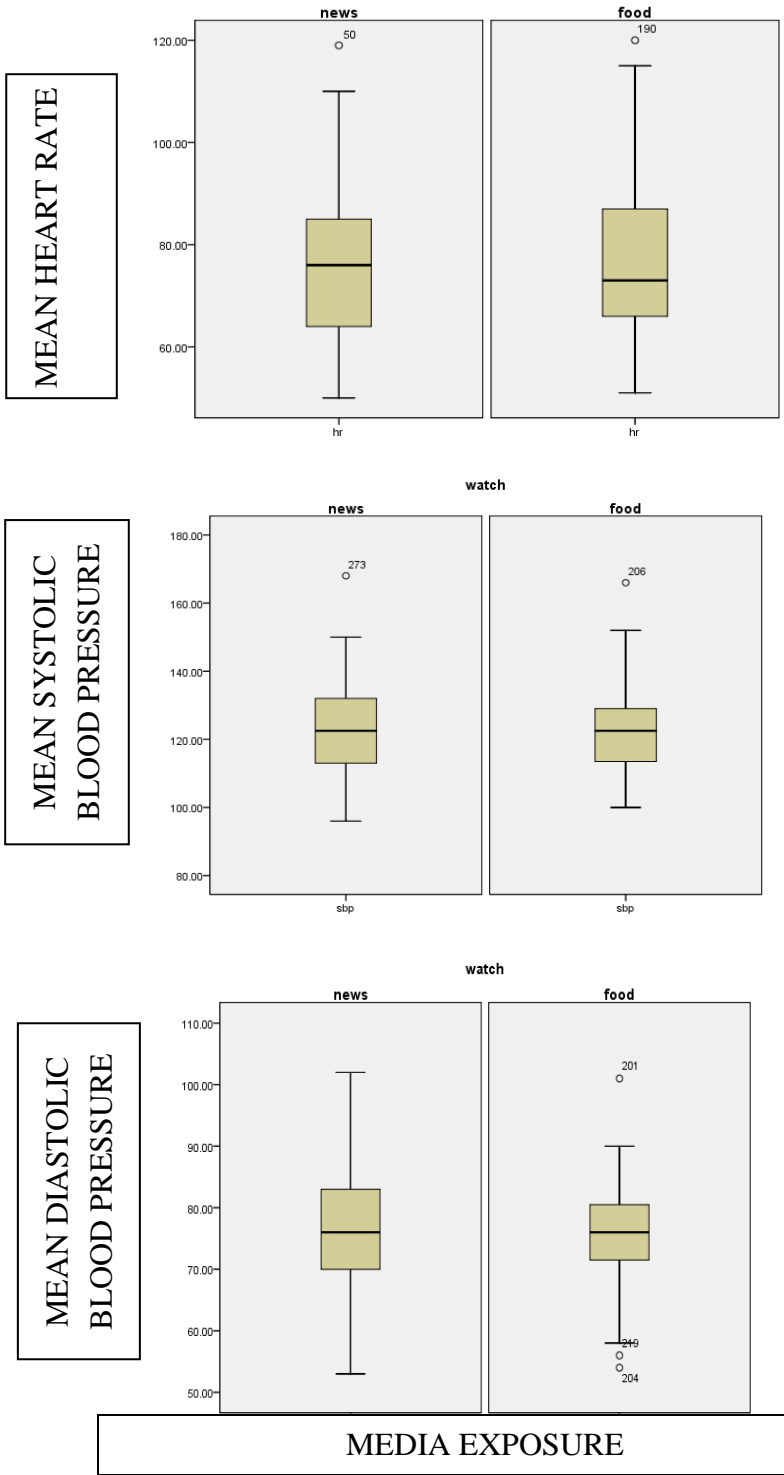 news food
MEAN HEART RATE
120.00
100.00
80.00
60.00
50
190
hr hr
watch
news food
MEAN SYSTOLIC
BLOOD PRESSURE
180.00
160.00
140.00
120.00
100.00
80.00
273
206
sbp sbp
watch
news food
MEAN DIASTOLIC
BLOOD PRESSURE
110.00
100.00
90.00
80.00
70.00
60.00
50.00
201
219
204
MEDIA EXPOSURE